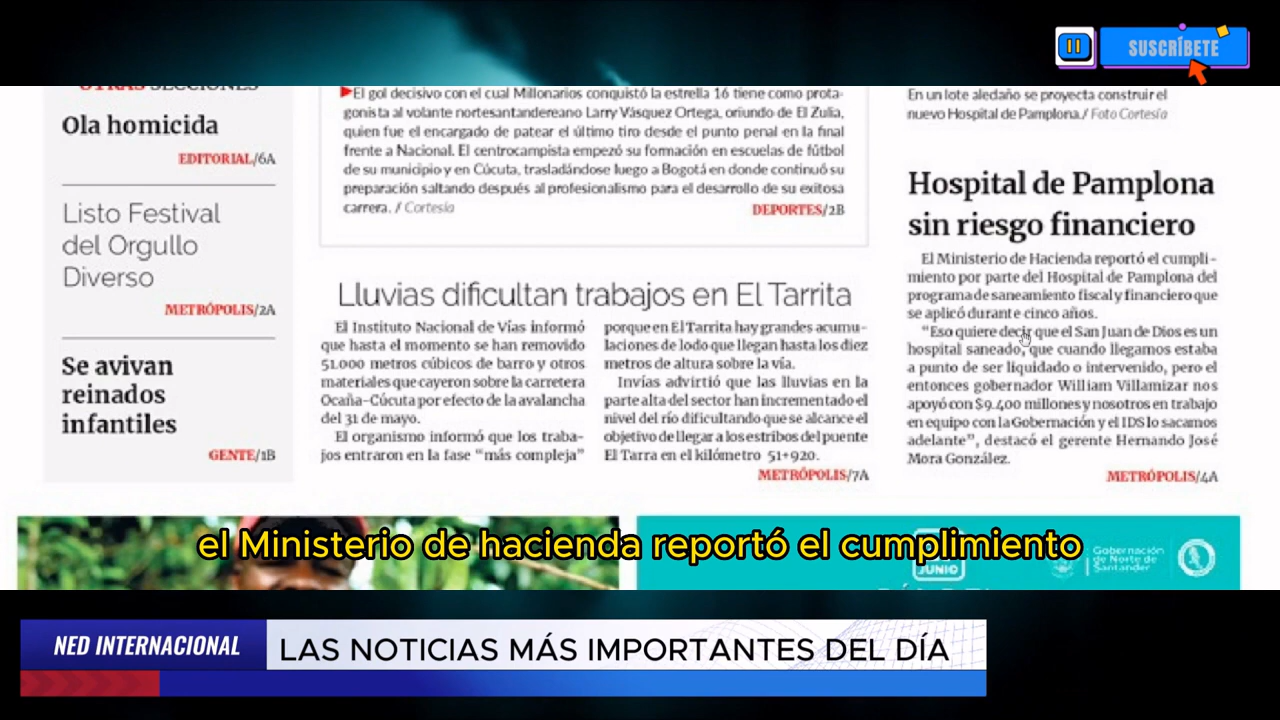 SUSCRÍBETE
OTRAS SECCIONES
Ola homicida
EDITORIAL/6A
Listo Festival
del Orgullo
Diverso
METRÓPOLIS/2A
Se avivan
reinados
infantiles
GENTE/1B
El gol decisivo con el cual Millonarios conquistó la estrella 16 tiene como prota-
gonista al volante nortesantandereano Larry Vásquez Ortega, oriundo de El Zulia,
quien fue el encargado de patear el último tiro desde el punto penal en la final
frente a Nacional. El centrocampista empezó su formación en escuelas de fútbol
de su municipio y en Cúcuta, trasladándose luego a Bogotá en donde continuó su
preparación saltando después al profesionalismo para el desarrollo de su exitosa
carrera. / Cortesía
DEPORTES/2B
Lluvias dificultan trabajos en El Tarrita
El Instituto Nacional de Vías informó
que hasta el momento se han removido
51.000 metros cúbicos de barro y otros
materiales que cayeron sobre la carretera
Ocaña-Cúcuta por efecto de la avalancha
del 31 de mayo.
El organismo informó que los traba-
jos entraron en la fase “más compleja”
porque en El Tarrita hay grandes acumu-
laciones de lodo que llegan hasta los diez
metros de altura sobre la vía.
Invías advirtió que las lluvias en la
parte alta del sector han incrementado el
nivel del río dificultando que se alcance el
objetivo de llegar a los estribos del puente
El Tarra en el kilómetro 51+920.
METRÓPOLIS/7A
En un lote aledaño se proyecta construir el
nuevo Hospital de Pamplona./ Foto Cortesía
Hospital de Pamplona
sin riesgo financiero
El Ministerio de Hacienda reportó el cumpli-
miento por parte del Hospital de Pamplona del
programa de saneamiento fiscal y financiero que
se aplicó durante cinco años.
“Eso quiere decir que el San Juan de Dios es un
hospital saneado, que cuando llegamos estaba
a punto de ser liquidado o intervenido, pero el
entonces gobernador William Villamizar nos
apoyó con $9.400 millones y nosotros en trabajo
en equipo con la Gobernación y el IDS lo sacamos
adelante”, destacó el gerente Hernando José
Mora González.
METRÓPOLIS/4A
el Ministerio de hacienda reportó el cumplimiento
JUNIO
Gobernación
de Norte de
Santander
NED INTERNACIONAL
LAS NOTICIAS MÁS IMPORTANTES DEL DÍA